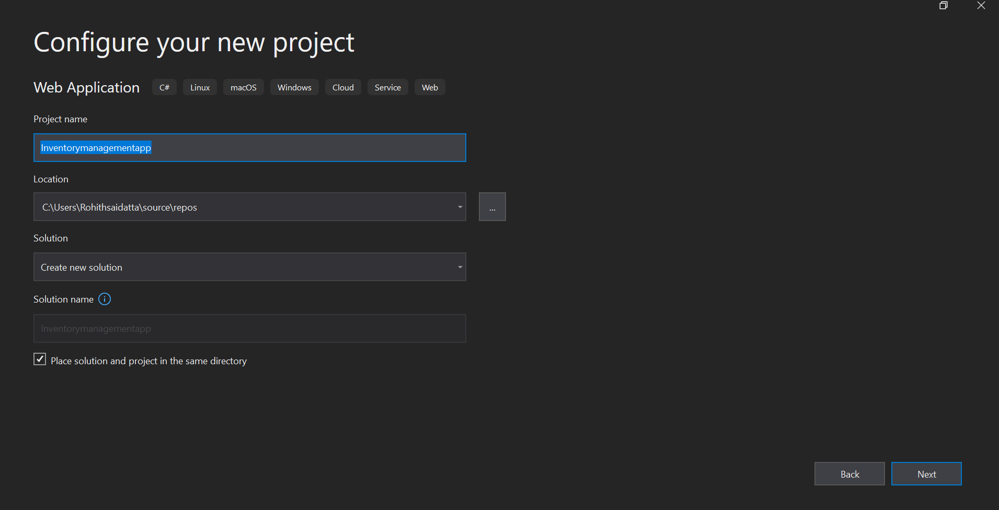 Configure your new project
Web Application C# Linux macOS Windows Cloud Service Web
Project name
Inventorymanagementapp
Location
C:\Users\Rohithsaidatta\source\repos
...
Solution
Create new solution
Solution name
Inventorymanagementapp
Place solution and project in the same directory
Back Next